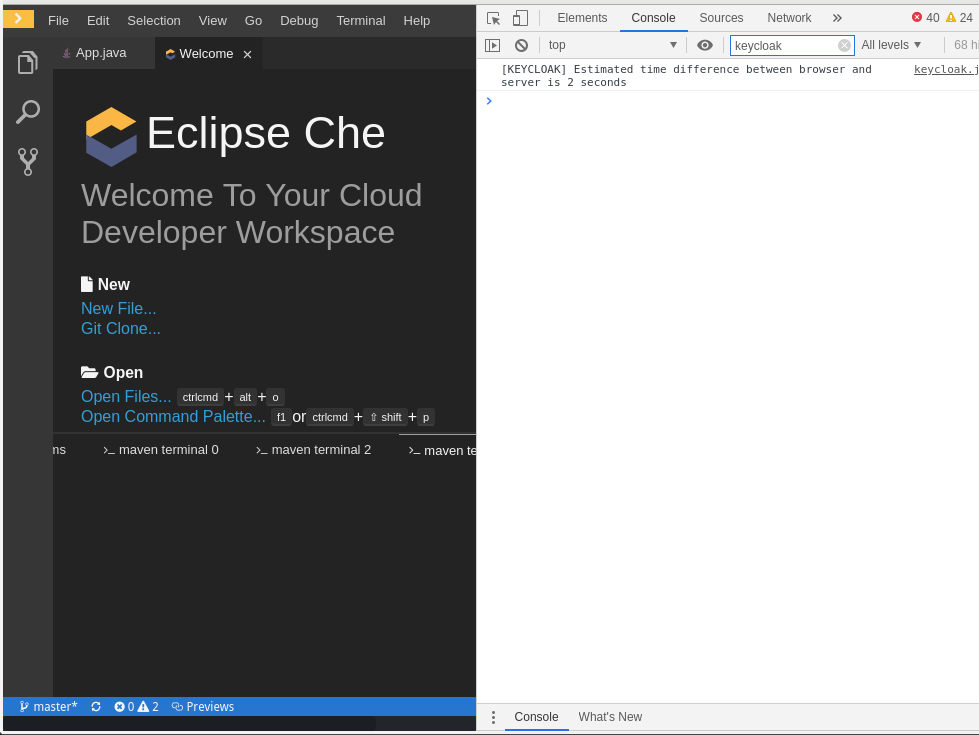 File Edit Selection View Go Debug Terminal Help
App.java Welcome
Eclipse Che
Welcome To Your Cloud
Developer Workspace
New
New File...
Git Clone...
Open
Open Files... ctrlcmd+alt+o
Open Command Palette... f1 or ctrlcmd+⇧ shift+p
ms maven terminal 0 maven terminal 2 maven te
master* 0 2 Previews
Elements Console Sources Network » 40 24
top keycloak All levels 68 hi
[KEYCLOAK] Estimated time difference between browser and keycloak.j
server is 2 seconds
Console What's New